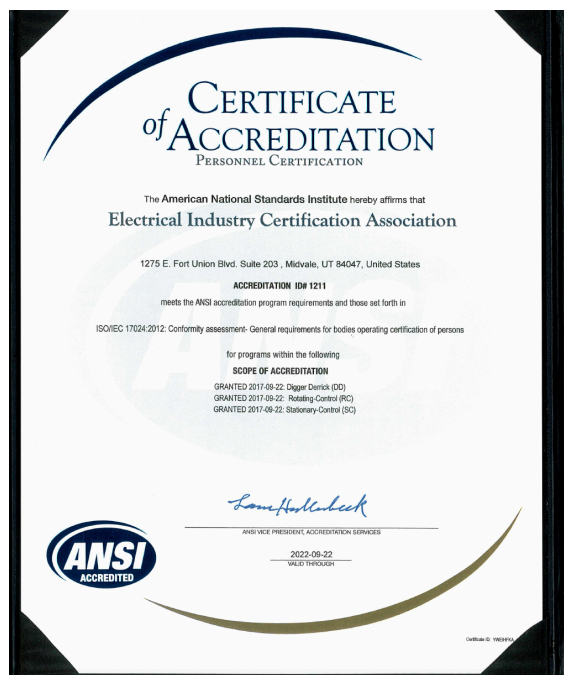 CERTIFICATE
of ACCREDITATION
PERSONNEL CERTIFICATION
The American National Standards Institute hereby affirms that
Electrical Industry Certification Association
1275 E. Fort Union Blvd. Suite 203 , Midvale, UT 84047, United States
ACCREDITATION ID# 1211
meets the ANSI accreditation program requirements and those set forth in
ISO/IEC 17024:2012: Conformity assessment- General requirements for bodies operating certification of persons
for programs within the following
SCOPE OF ACCREDITATION
GRANTED 2017-09-22: Digger Derrick (DD)
GRANTED 2017-09-22: Rotating-Control (RC)
GRANTED 2017-09-22: Stationary-Control (SC)
ANSI VICE PRESIDENT, ACCREDITATION SERVICES
2022-09-22
VALID THROUGH
ANSI
ACCREDITED
Certificate ID: